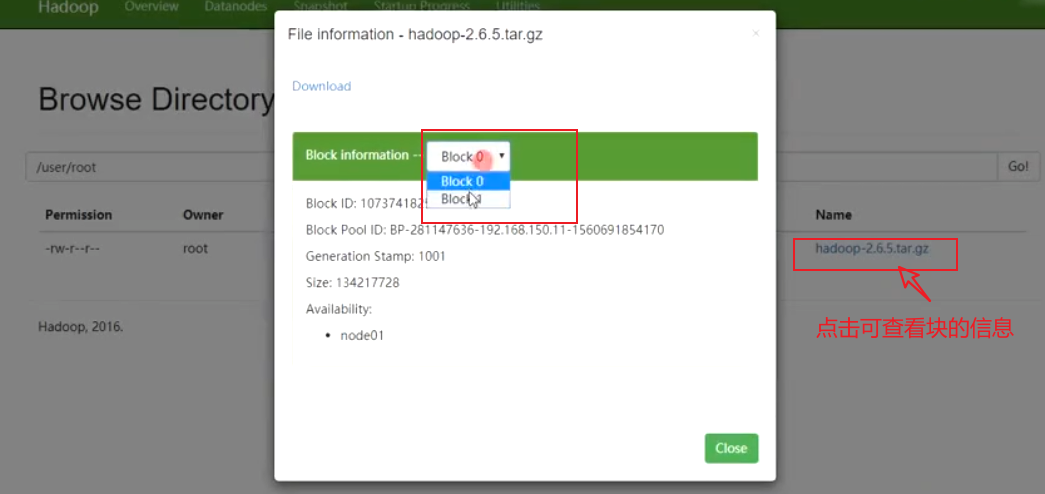 Hadoop Overview Datanodes Snapshot Startup Progress Utilities
File information - hadoop-2.6.5.tar.gz ×
Download
Browse Directory
Block information -- Block 0
Block 0
/user/root Go!
Block ID: 107374182
Permission Owner Name
Block Pool ID: BP-281147636-192.168.150.11-1560691854170
-rw-r--r-- root hadoop-2.6.5.tar.gz
Generation Stamp: 1001
Size: 134217728
Availability:
点击可查看块的信息
Hadoop, 2016.
• node01
Close